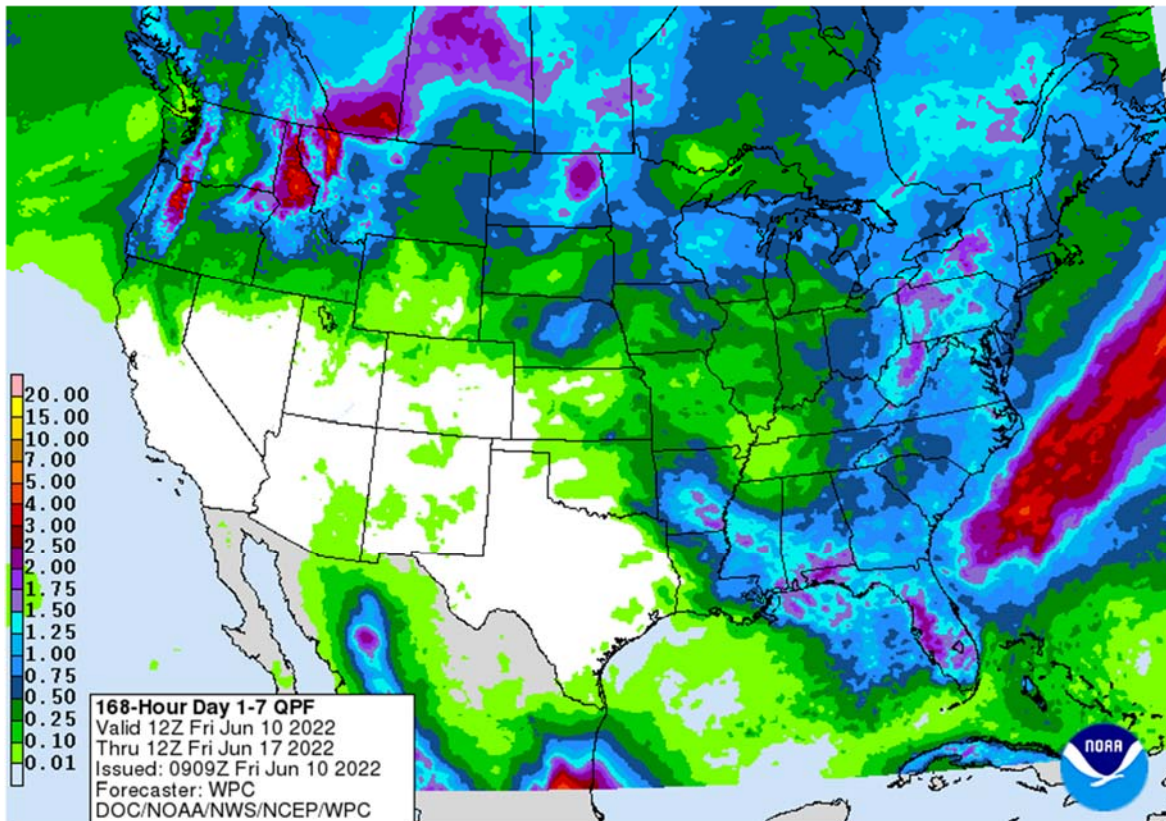 20.00
15.00
10.00
7.00
5.00
4.00
3.00
2.50
2.00
1.75
1.50
1.25
1.00
0.75
0.50
0.25
0.10
0.01
168-Hour Day 1-7 QPF
Valid 12Z Fri Jun 10 2022
Thru 12Z Fri Jun 17 2022
Issued: 0909Z Fri Jun 10 2022
Forecaster: WPC
DOC/NOAA/NWS/NCEP/WPC
NOAA